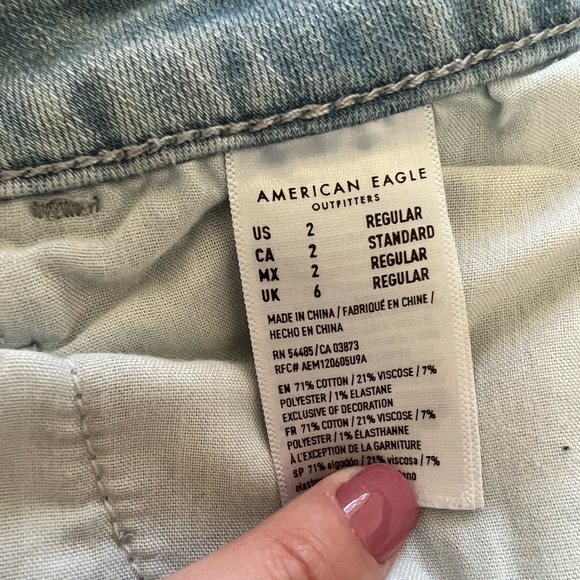 AMERICAN EAGLE
OUTFITTERS
US 2 REGULAR
CA 2 STANDARD
MX 2 REGULAR
UK 6 REGULAR
MADE IN CHINA / FABRIQUÉ EN CHINE /
HECHO EN CHINA
RN 54485 / CA 03873
RFC# AEM120605U9A
EN 71% COTTON / 21% VISCOSE / 7%
POLYESTER / 1% ELASTANE
EXCLUSIVE OF DECORATION
FR 71% COTON / 21% VISCOSE / 7%
POLYESTER / 1% ÉLASTHANNE
À L'EXCEPTION DE LA GARNITURE
SP 71% algodón / 21% viscosa / 7%